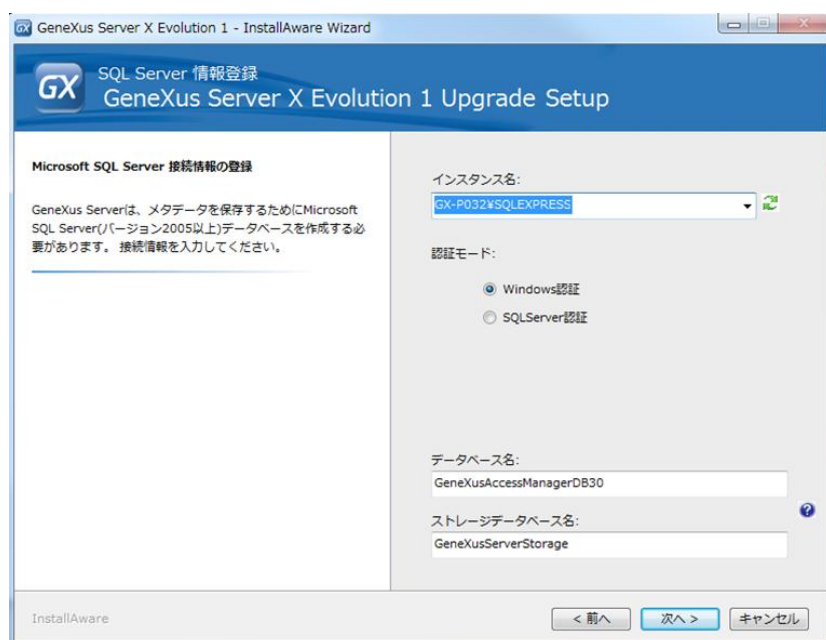 GeneXus Server X Evolution 1 - InstallAware Wizard
GX
SQL Server 情報登録
GeneXus Server X Evolution 1 Upgrade Setup
Microsoft SQL Server 接続情報の登録
GeneXus Serverは、メタデータを保存するためにMicrosoft
SQL Server(バージョン2005以上)データベースを作成する必
要があります。 接続情報を入力してください。
インスタンス名:
GX-P032¥SQLEXPRESS
認証モード:
Windows認証
SQLServer認証
データベース名:
GeneXusAccessManagerDB30
ストレージデータベース名:
GeneXusServerStorage
InstallAware
< 前へ
次へ >
キャンセル